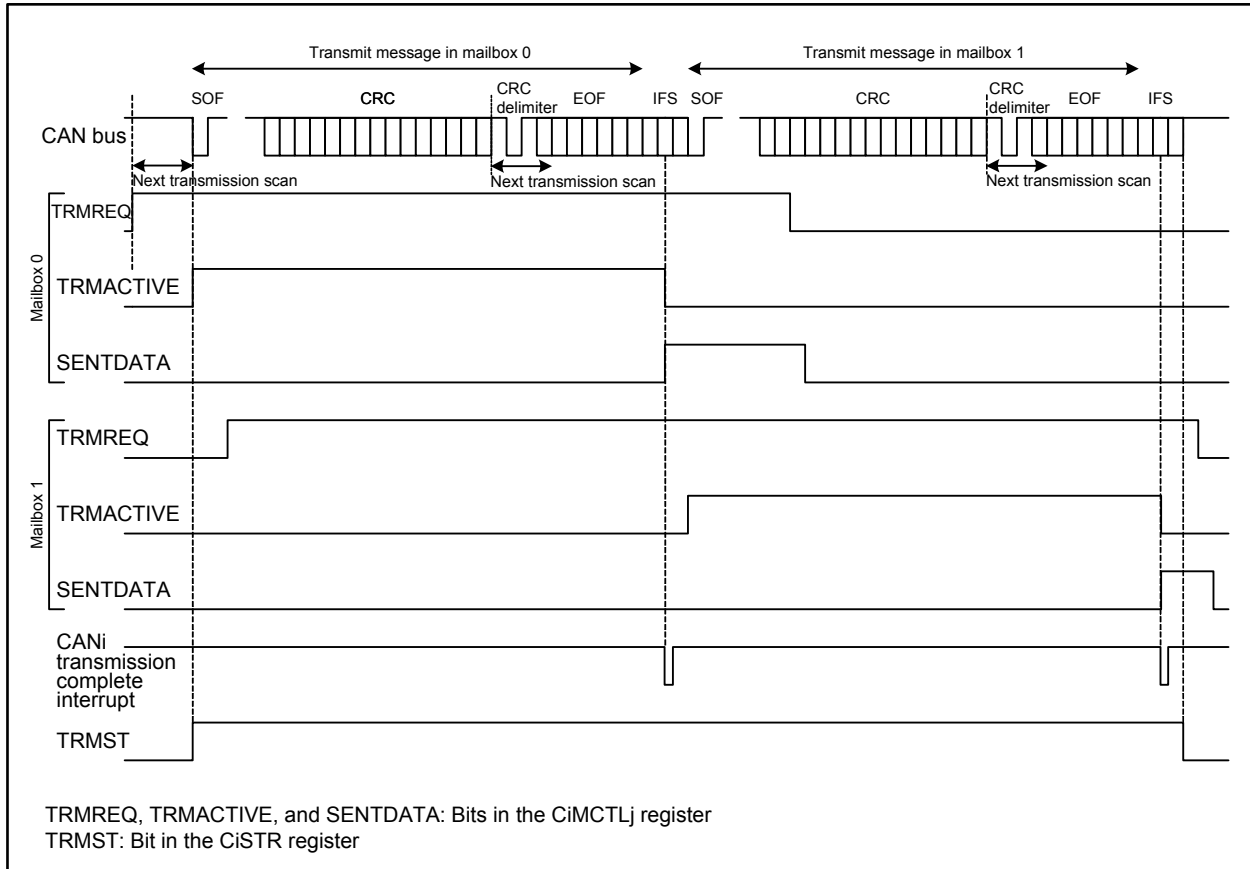 Transmit message in mailbox 0
Transmit message in mailbox 1
SOF
CRC
CRC
delimiter
EOF
IFS
SOF
CRC
CRC
delimiter
EOF
IFS
CAN bus
Next transmission scan
Next transmission scan
Next transmission scan
Mailbox 0
TRMREQ
TRMACTIVE
SENTDATA
Mailbox 1
TRMREQ
TRMACTIVE
SENTDATA
CANi
transmission
complete
interrupt
TRMST
TRMREQ, TRMACTIVE, and SENTDATA: Bits in the CiMCTLj register
TRMST: Bit in the CiSTR register